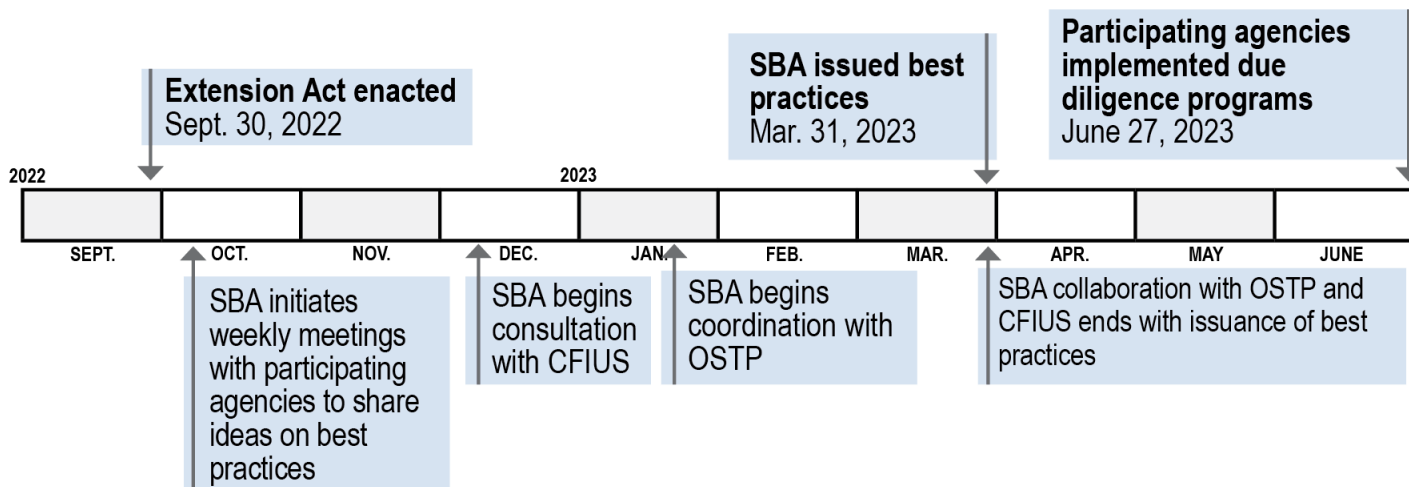 Extension Act enacted
Sept. 30, 2022
SBA issued best
practices
Mar. 31, 2023
Participating agencies
implemented due
diligence programs
June 27, 2023
2022
2023
SEPT.
OCT.
NOV.
DEC.
JAN.
FEB.
MAR.
APR.
MAY
JUNE
SBA initiates
weekly meetings
with participating
agencies to share
ideas on best
practices
SBA begins
consultation
with CFIUS
SBA begins
coordination with
OSTP
SBA collaboration with OSTP and
CFIUS ends with issuance of best
practices